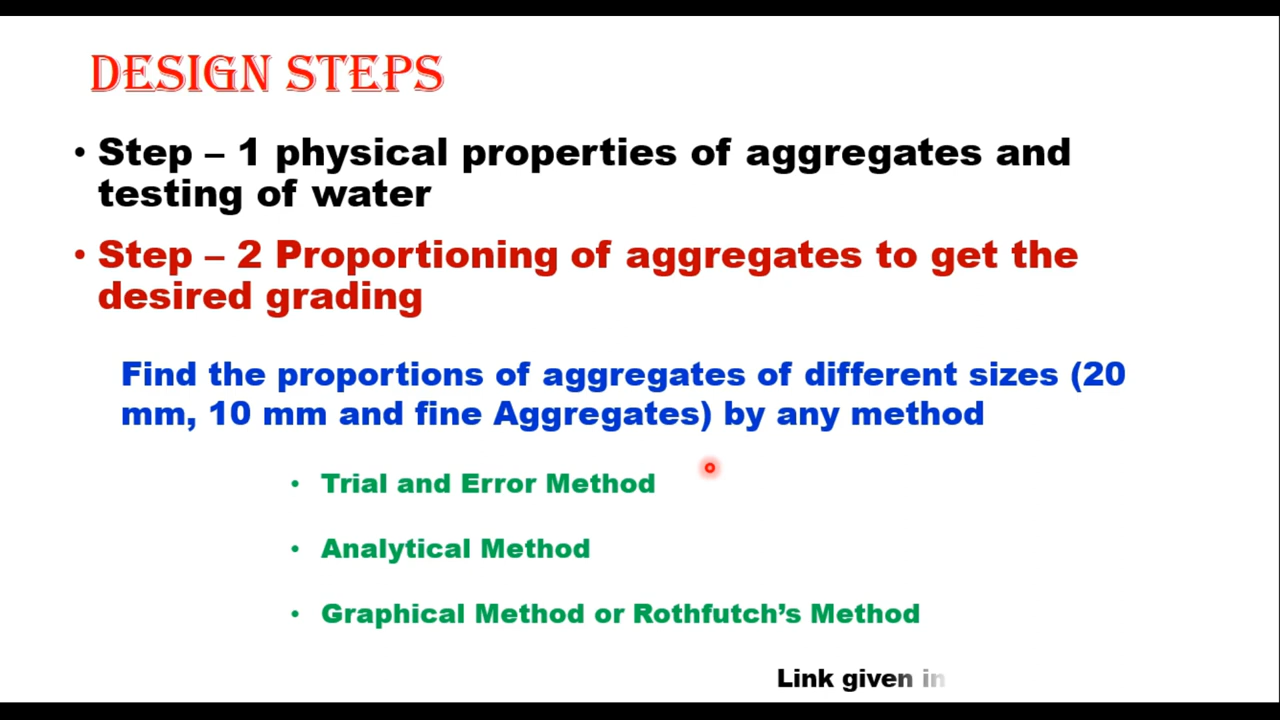 DESIGN STEPS
• Step – 1 physical properties of aggregates and
testing of water
• Step – 2 Proportioning of aggregates to get the
desired grading
Find the proportions of aggregates of different sizes (20
mm, 10 mm and fine Aggregates) by any method
• Trial and Error Method
• Analytical Method
• Graphical Method or Rothfutch’s Method
Link given in